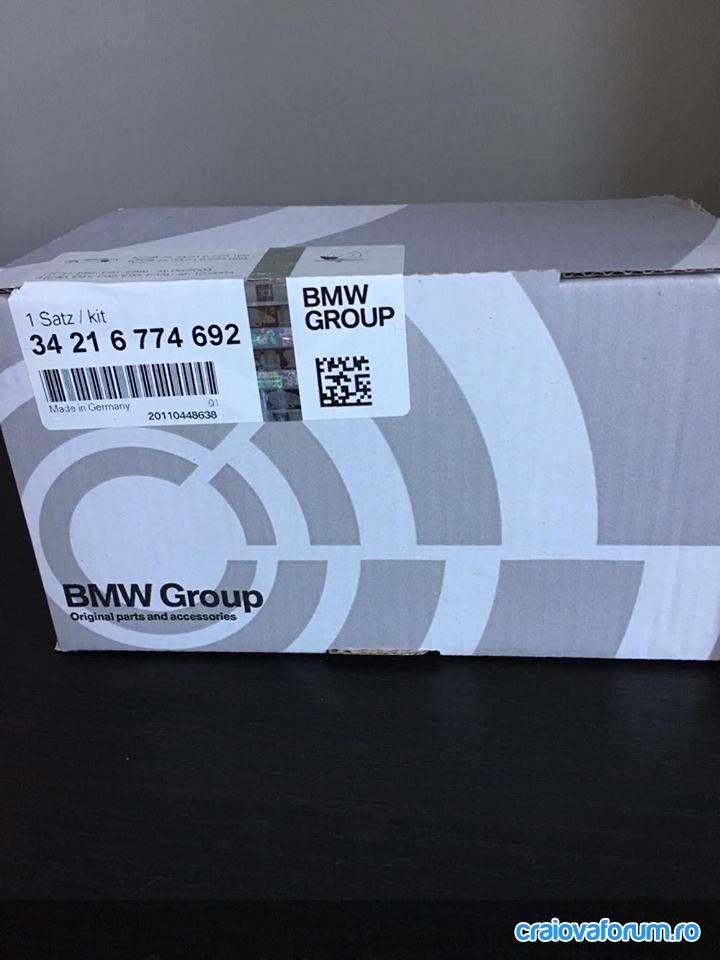 1 Satz / kit
34 21 6 774 692
Made in Germany
01
20110448638
BMW
GROUP
BMW Group
Original parts and accessories
craiovaforum.ro